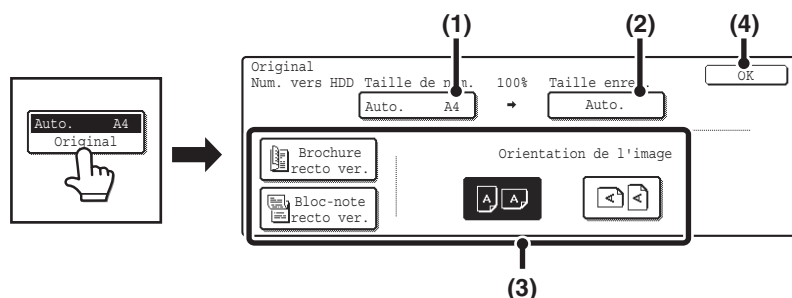 (1) (2) (4)
Original
Num. vers HDD Taille de num. 100% Taille enre .
OK
Auto. A4 Auto.
Auto. A4
Original
Brochure
recto ver.
Orientation de l'image
A A A A
Bloc-note
recto ver.
(3)